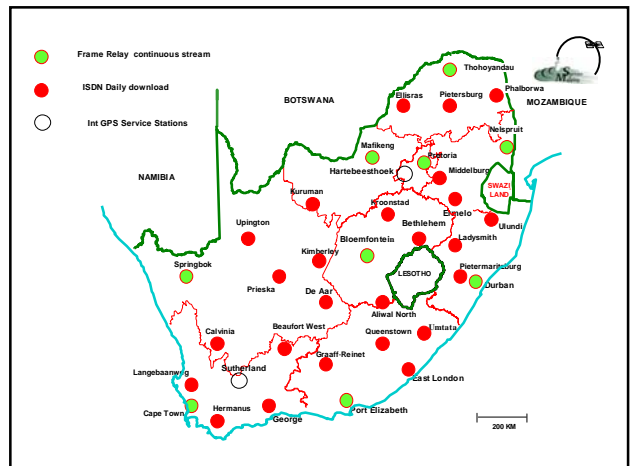 Frame Relay continuous stream
ISDN Daily download
Int GPS Service Stations
Thohoyandau
Ellisras
Pietersburg
Phalborwa
BOTSWANA
MOZAMBIQUE
Nelspruit
Mafikeng
Pretoria
Hartebeesthoek
Middelburg
NAMIBIA
SWAZI
LAND
Kuruman
Kroonstad
Ermelo
Ulundi
Upington
Bethlehem
Bloemfontein
Ladysmith
Kimberley
Springbok
LESOTHO
Pietermaritsburg
Prieska
Durban
De Aar
Aliwal North
Umtata
Calvinia
Beaufort West
Queenstown
Graaff-Reinet
Sutherland
Langebaanweg
East London
Cape Town
Hermanus
George
Port Elizabeth
200 KM